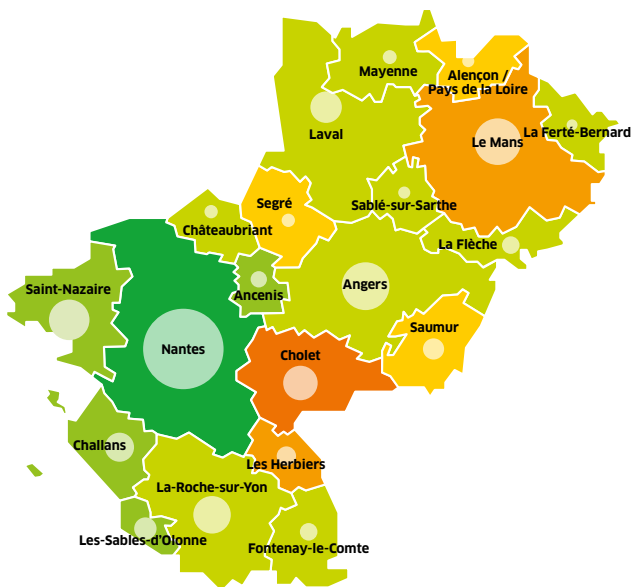 Mayenne
Alençon /
Pays de la Loire
Laval
Le Mans
La Ferté-Bernard
Segré
Sablé-sur-Sarthe
Châteaubriant
La Flèche
Saint-Nazaire
Ancenis
Angers
Saumur
Nantes
Cholet
Challans
Les Herbiers
La-Roche-sur-Yon
Les-Sables-d'Olonne
Fontenay-le-Comte